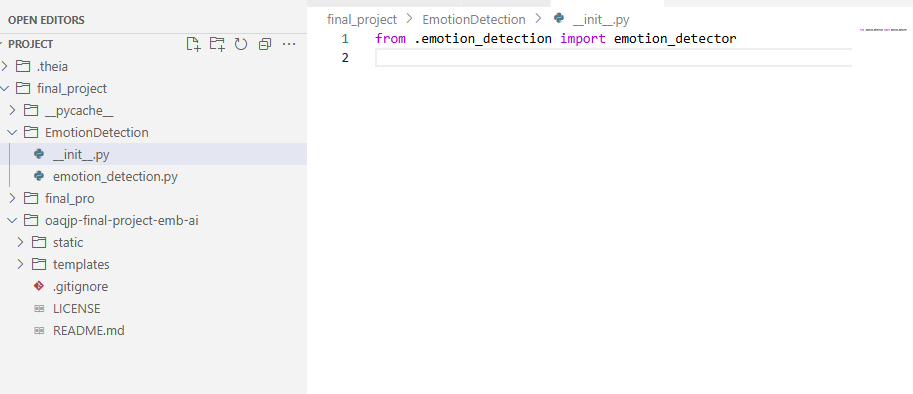 OPEN EDITORS
PROJECT
.theia
final_project
__pycache__
EmotionDetection
__init__.py
emotion_detection.py
final_pro
oaqjp-final-project-emb-ai
static
templates
.gitignore
LICENSE
README.md
final_project > EmotionDetection > __init__.py
1 from .emotion_detection import emotion_detector
2